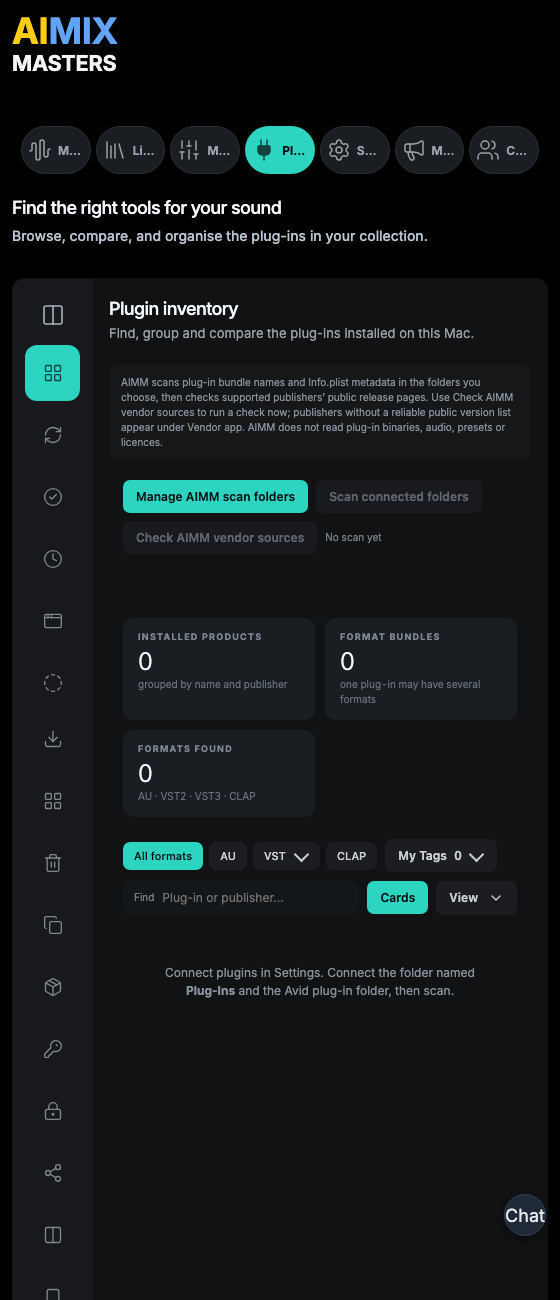 AIMIX
MASTERS
M...
Li...
M...
Pl...
S...
M...
C...
Find the right tools for your sound
Browse, compare, and organise the plug-ins in your collection.
Plugin inventory
Find, group and compare the plug-ins installed on this Mac.
AIMM scans plug-in bundle names and Info.plist metadata in the folders you
choose, then checks supported publishers' public release pages. Use Check AIMM
vendor sources to run a check now; publishers without a reliable public version list
appear under Vendor app. AIMM does not read plug-in binaries, audio, presets or
licences.
Manage AIMM scan folders
Scan connected folders
Check AIMM vendor sources
No scan yet
INSTALLED PRODUCTS
0
grouped by name and publisher
FORMAT BUNDLES
0
one plug-in may have several
formats
FORMATS FOUND
0
AU · VST2 · VST3 · CLAP
All formats
AU
VST
CLAP
My Tags 0
Find Plug-in or publisher...
Cards
View
Connect plugins in Settings. Connect the folder named
Plug-Ins and the Avid plug-in folder, then scan.
Chat